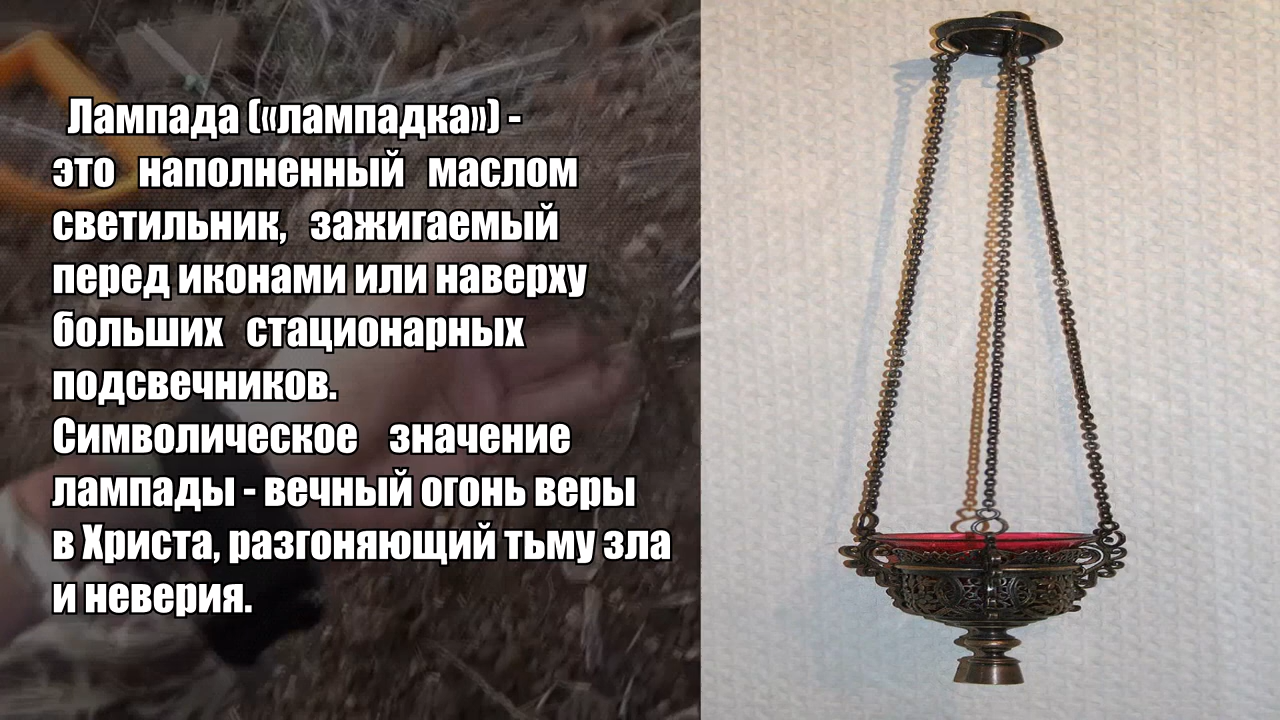 Лампада («лампадка») -
это наполненный маслом
светильник, зажигаемый
перед иконами или наверху
больших стационарных
подсвечников.
Символическое значение
лампады - вечный огонь веры
в Христа, разгоняющий тьму зла
и неверия.